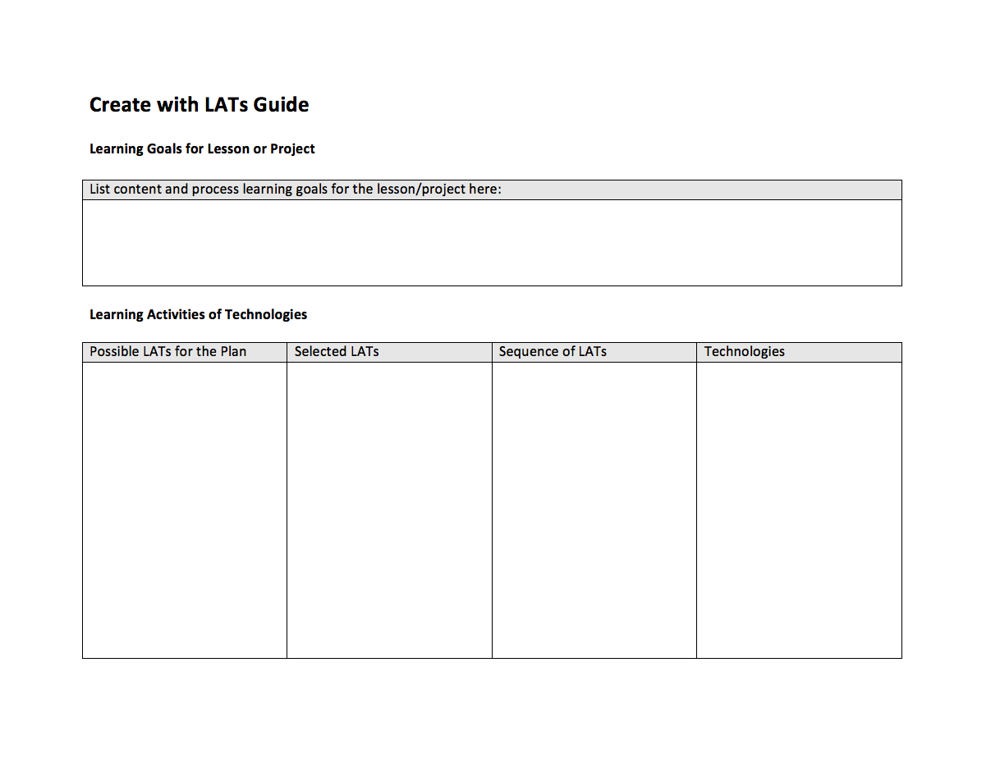 Create with LATs Guide
Learning Goals for Lesson or Project
List content and process learning goals for the lesson/project here:
Learning Activities of Technologies
Possible LATs for the Plan
Selected LATs
Sequence of LATs
Technologies